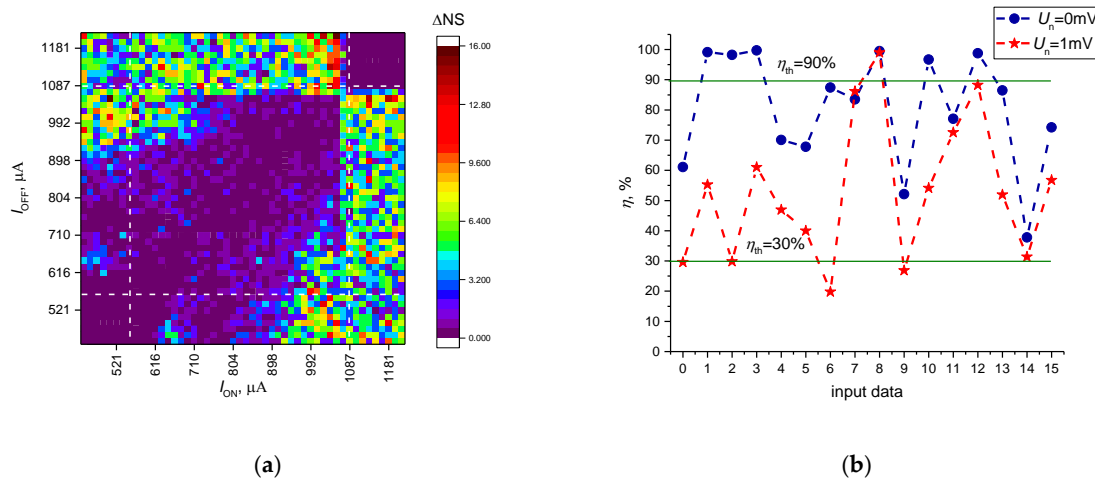 ΔNS
1181
1087
992
898
804
710
616
521
I_OFF, μA
521 616 710 804 898 992 1087 1181
I_ON, μA
16.00
12.80
9.600
6.400
3.200
0.000
(a)
U_n=0mV
U_n=1mV
100
90
80
70
60
50
40
30
20
10
0
η, %
η_th=90%
η_th=30%
0 1 2 3 4 5 6 7 8 9 10 11 12 13 14 15
input data
(b)